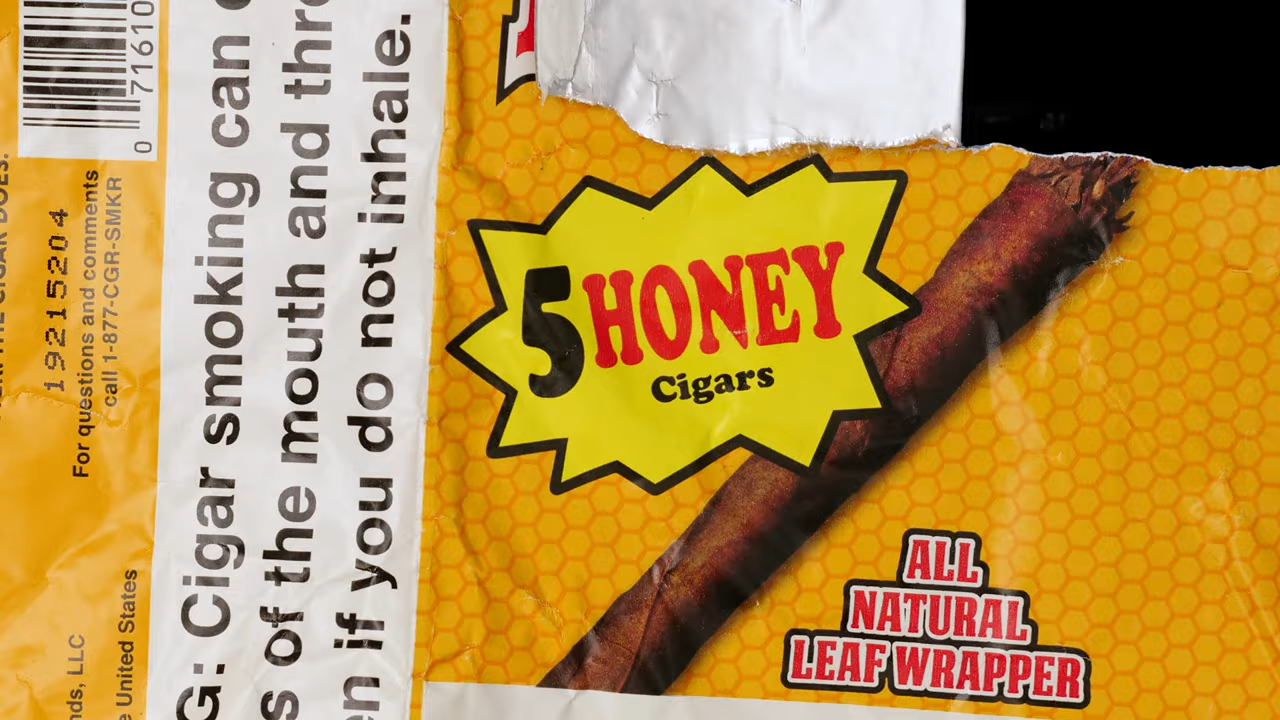 5 HONEY
Cigars
ALL
NATURAL
LEAF WRAPPER
G: Cigar smoking can
s of the mouth and thr
en if you do not inhale.
0 71610
19215204
For questions and comments
call 1-877-CGR-SMKR
CIGAR DOES.
nds, LLC
e United States